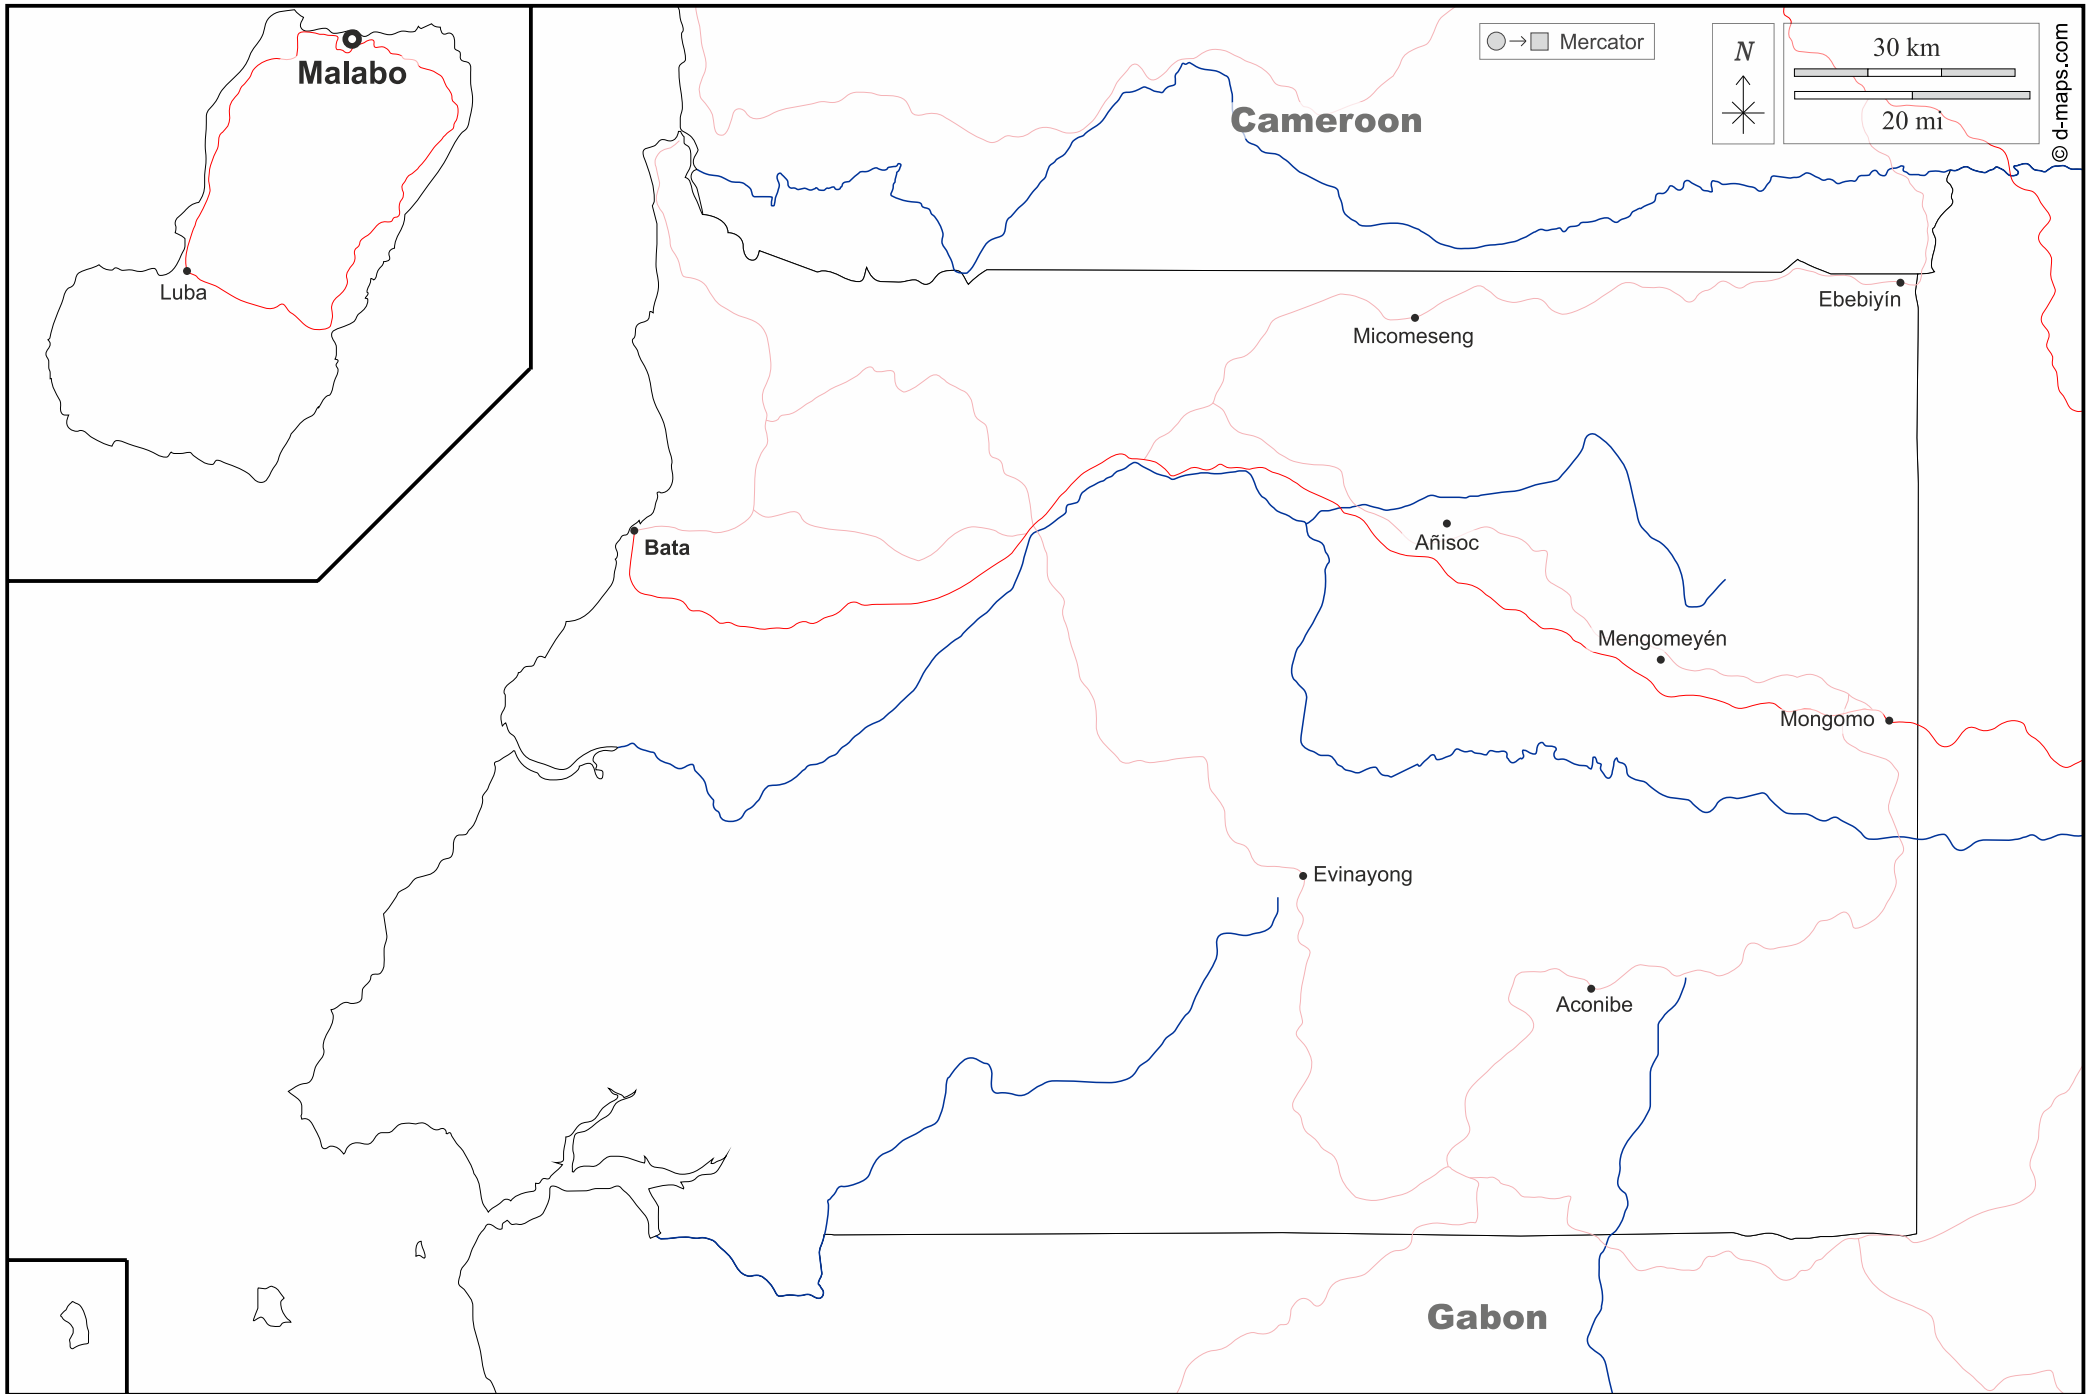 Malabo
Luba
Mercator
N
30 km
20 mi
© d-maps.com
Cameroon
Ebebiyín
Micomeseng
Bata
Añisoc
Mengomeyén
Mongomo
Evinayong
Aconibe
Gabon